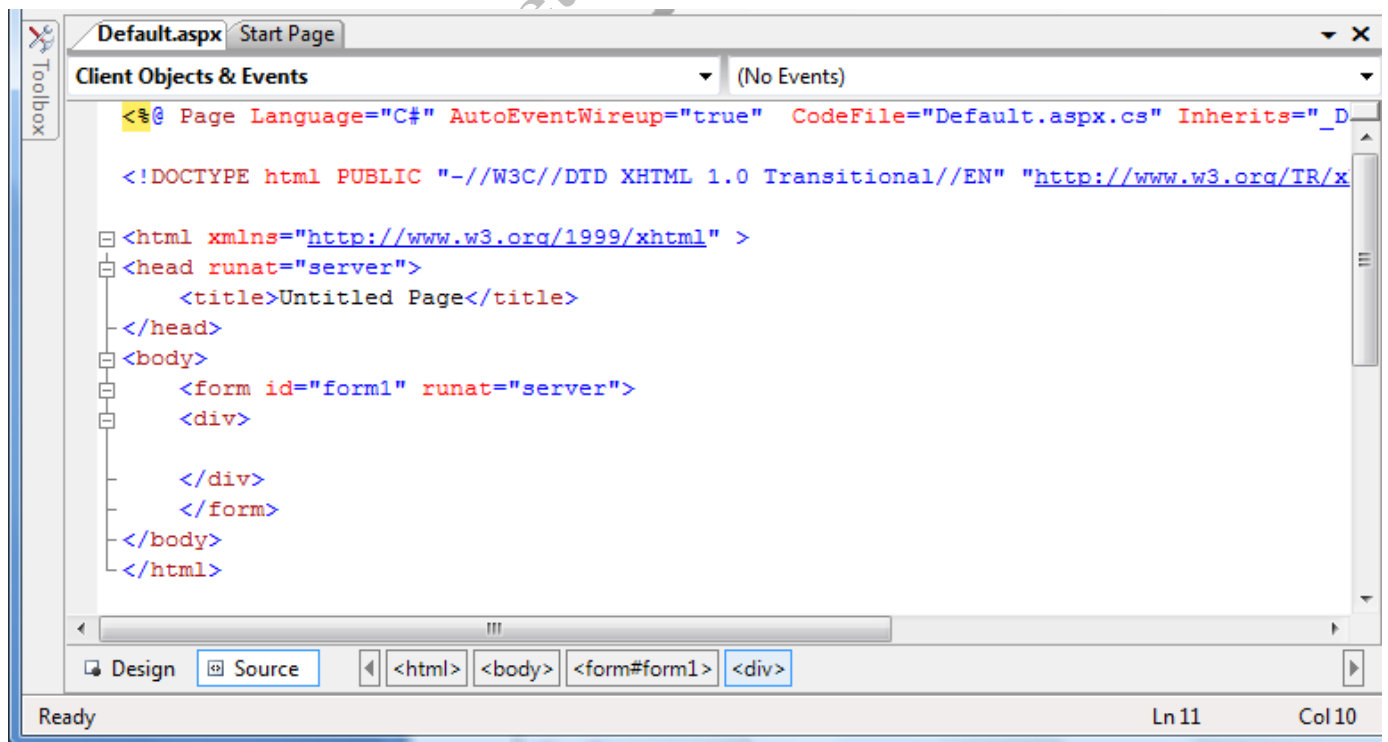 Default.aspx Start Page
Toolbox
Client Objects & Events (No Events)
<%@ Page Language="C#" AutoEventWireup="true"  CodeFile="Default.aspx.cs" Inherits="_D
<!DOCTYPE html PUBLIC "-//W3C//DTD XHTML 1.0 Transitional//EN" "http://www.w3.org/TR/x
<html xmlns="http://www.w3.org/1999/xhtml" >
<head runat="server">
    <title>Untitled Page</title>
</head>
<body>
    <form id="form1" runat="server">
    <div>
    </div>
    </form>
</body>
</html>
Design Source <html> <body> <form#form1> <div>
Ready Ln 11 Col 10